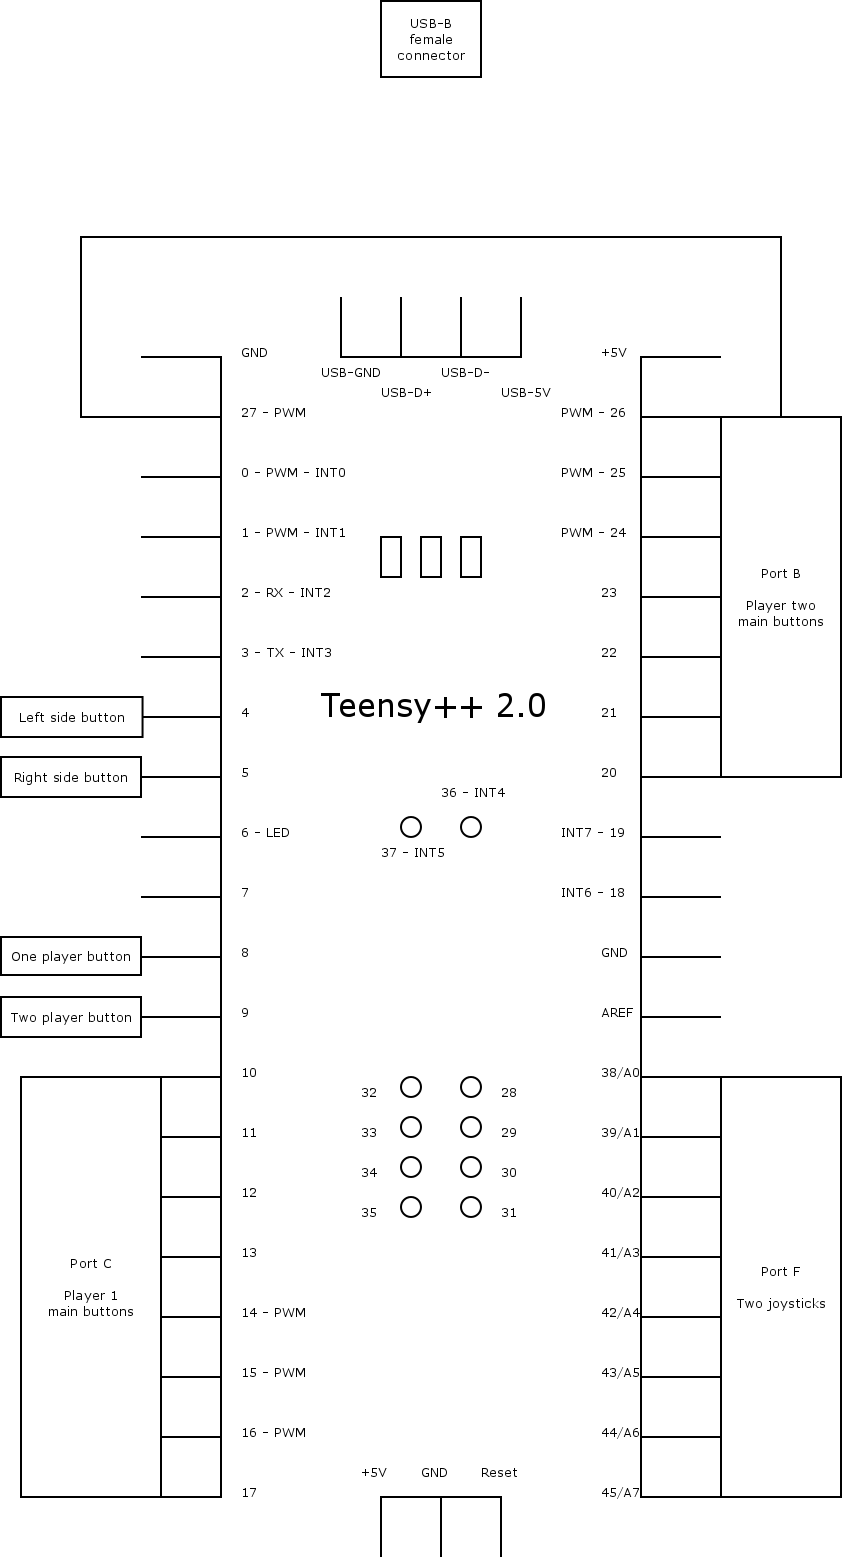 USB-B
female
connector
GND
+5V
USB-GND
USB-D-
USB-D+
USB-5V
27 - PWM
PWM - 26
0 - PWM - INT0
PWM - 25
1 - PWM - INT1
PWM - 24
Port B
2 - RX - INT2
23
Player two
main buttons
3 - TX - INT3
22
Teensy++ 2.0
Left side button
4
21
Right side button
5
20
36 - INT4
6 - LED
INT7 - 19
37 - INT5
7
INT6 - 18
One player button
8
GND
Two player button
9
AREF
10
38/A0
32
28
11
33
29
39/A1
34
30
12
40/A2
35
31
13
41/A3
Port C
Player 1
main buttons
Port F
Two joysticks
14 - PWM
42/A4
15 - PWM
43/A5
16 - PWM
44/A6
+5V
GND
Reset
17
45/A7